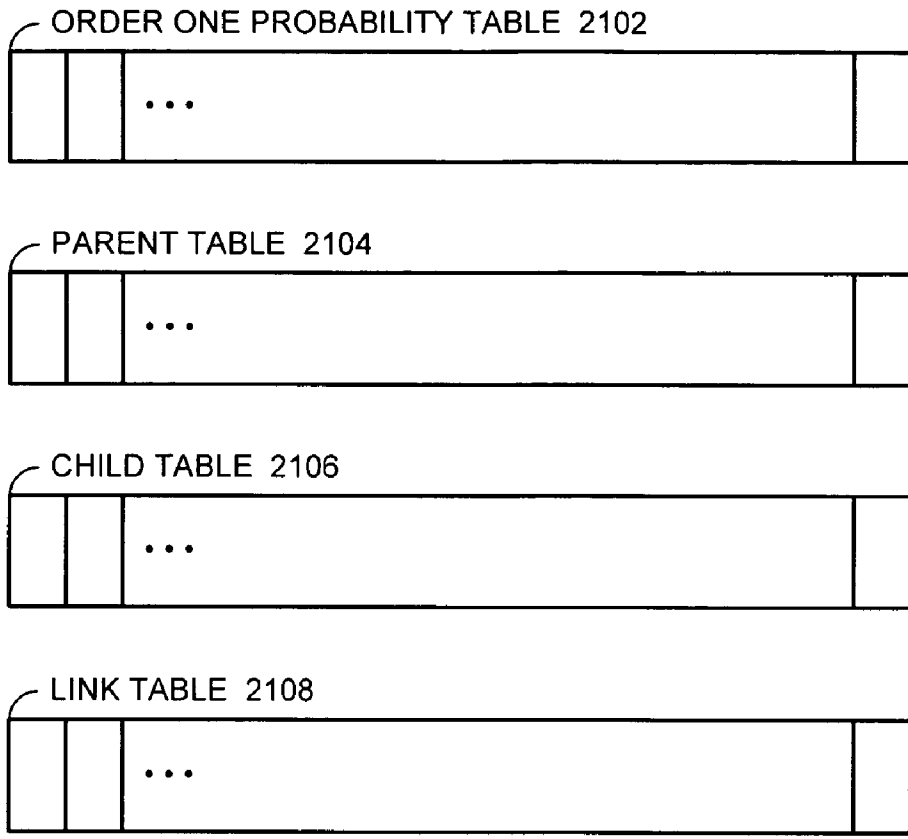 ORDER ONE PROBABILITY TABLE 2102
...
PARENT TABLE 2104
...
CHILD TABLE 2106
...
LINK TABLE 2108
...